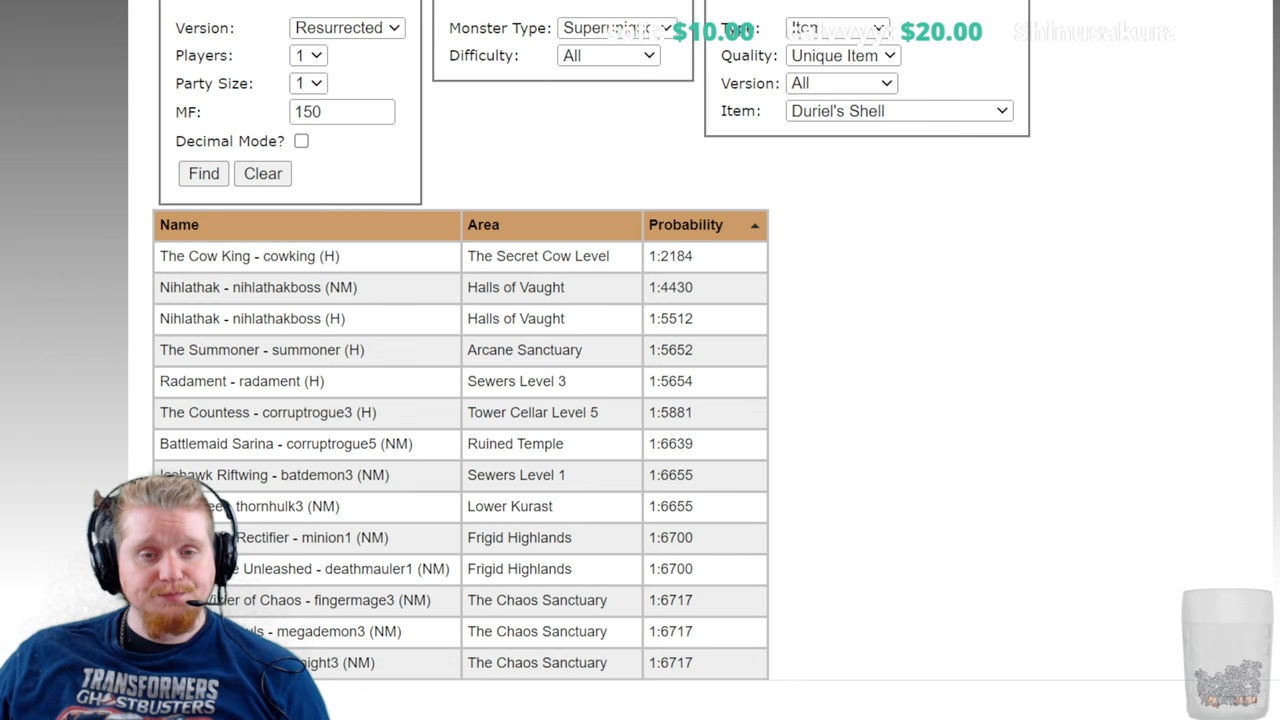 Version: Resurrected
Players: 1
Party Size: 1
MF: 150
Decimal Mode?
Find Clear
Monster Type:
Difficulty: All
$10.00
$20.00
Shinusakura
Type: Item
Quality: Unique Item
Version: All
Item: Duriel's Shell
Name Area Probability
The Cow King - cowking (H) The Secret Cow Level 1:2184
Nihlathak - nihlathakboss (NM) Halls of Vaught 1:4430
Nihlathak - nihlathakboss (H) Halls of Vaught 1:5512
The Summoner - summoner (H) Arcane Sanctuary 1:5652
Radament - radament (H) Sewers Level 3 1:5654
The Countess - corruptrogue3 (H) Tower Cellar Level 5 1:5881
Battlemaid Sarina - corruptrogue5 (NM) Ruined Temple 1:6639
Icehawk Riftwing - batdemon3 (NM) Sewers Level 1 1:6655
thornhulk3 (NM) Lower Kurast 1:6655
Rectifier - minion1 (NM) Frigid Highlands 1:6700
Unleashed - deathmauler1 (NM) Frigid Highlands 1:6700
of Chaos - fingermage3 (NM) The Chaos Sanctuary 1:6717
- megademon3 (NM) The Chaos Sanctuary 1:6717
(NM) The Chaos Sanctuary 1:6717
TRANSFORMERS
GHOSTBUSTERS